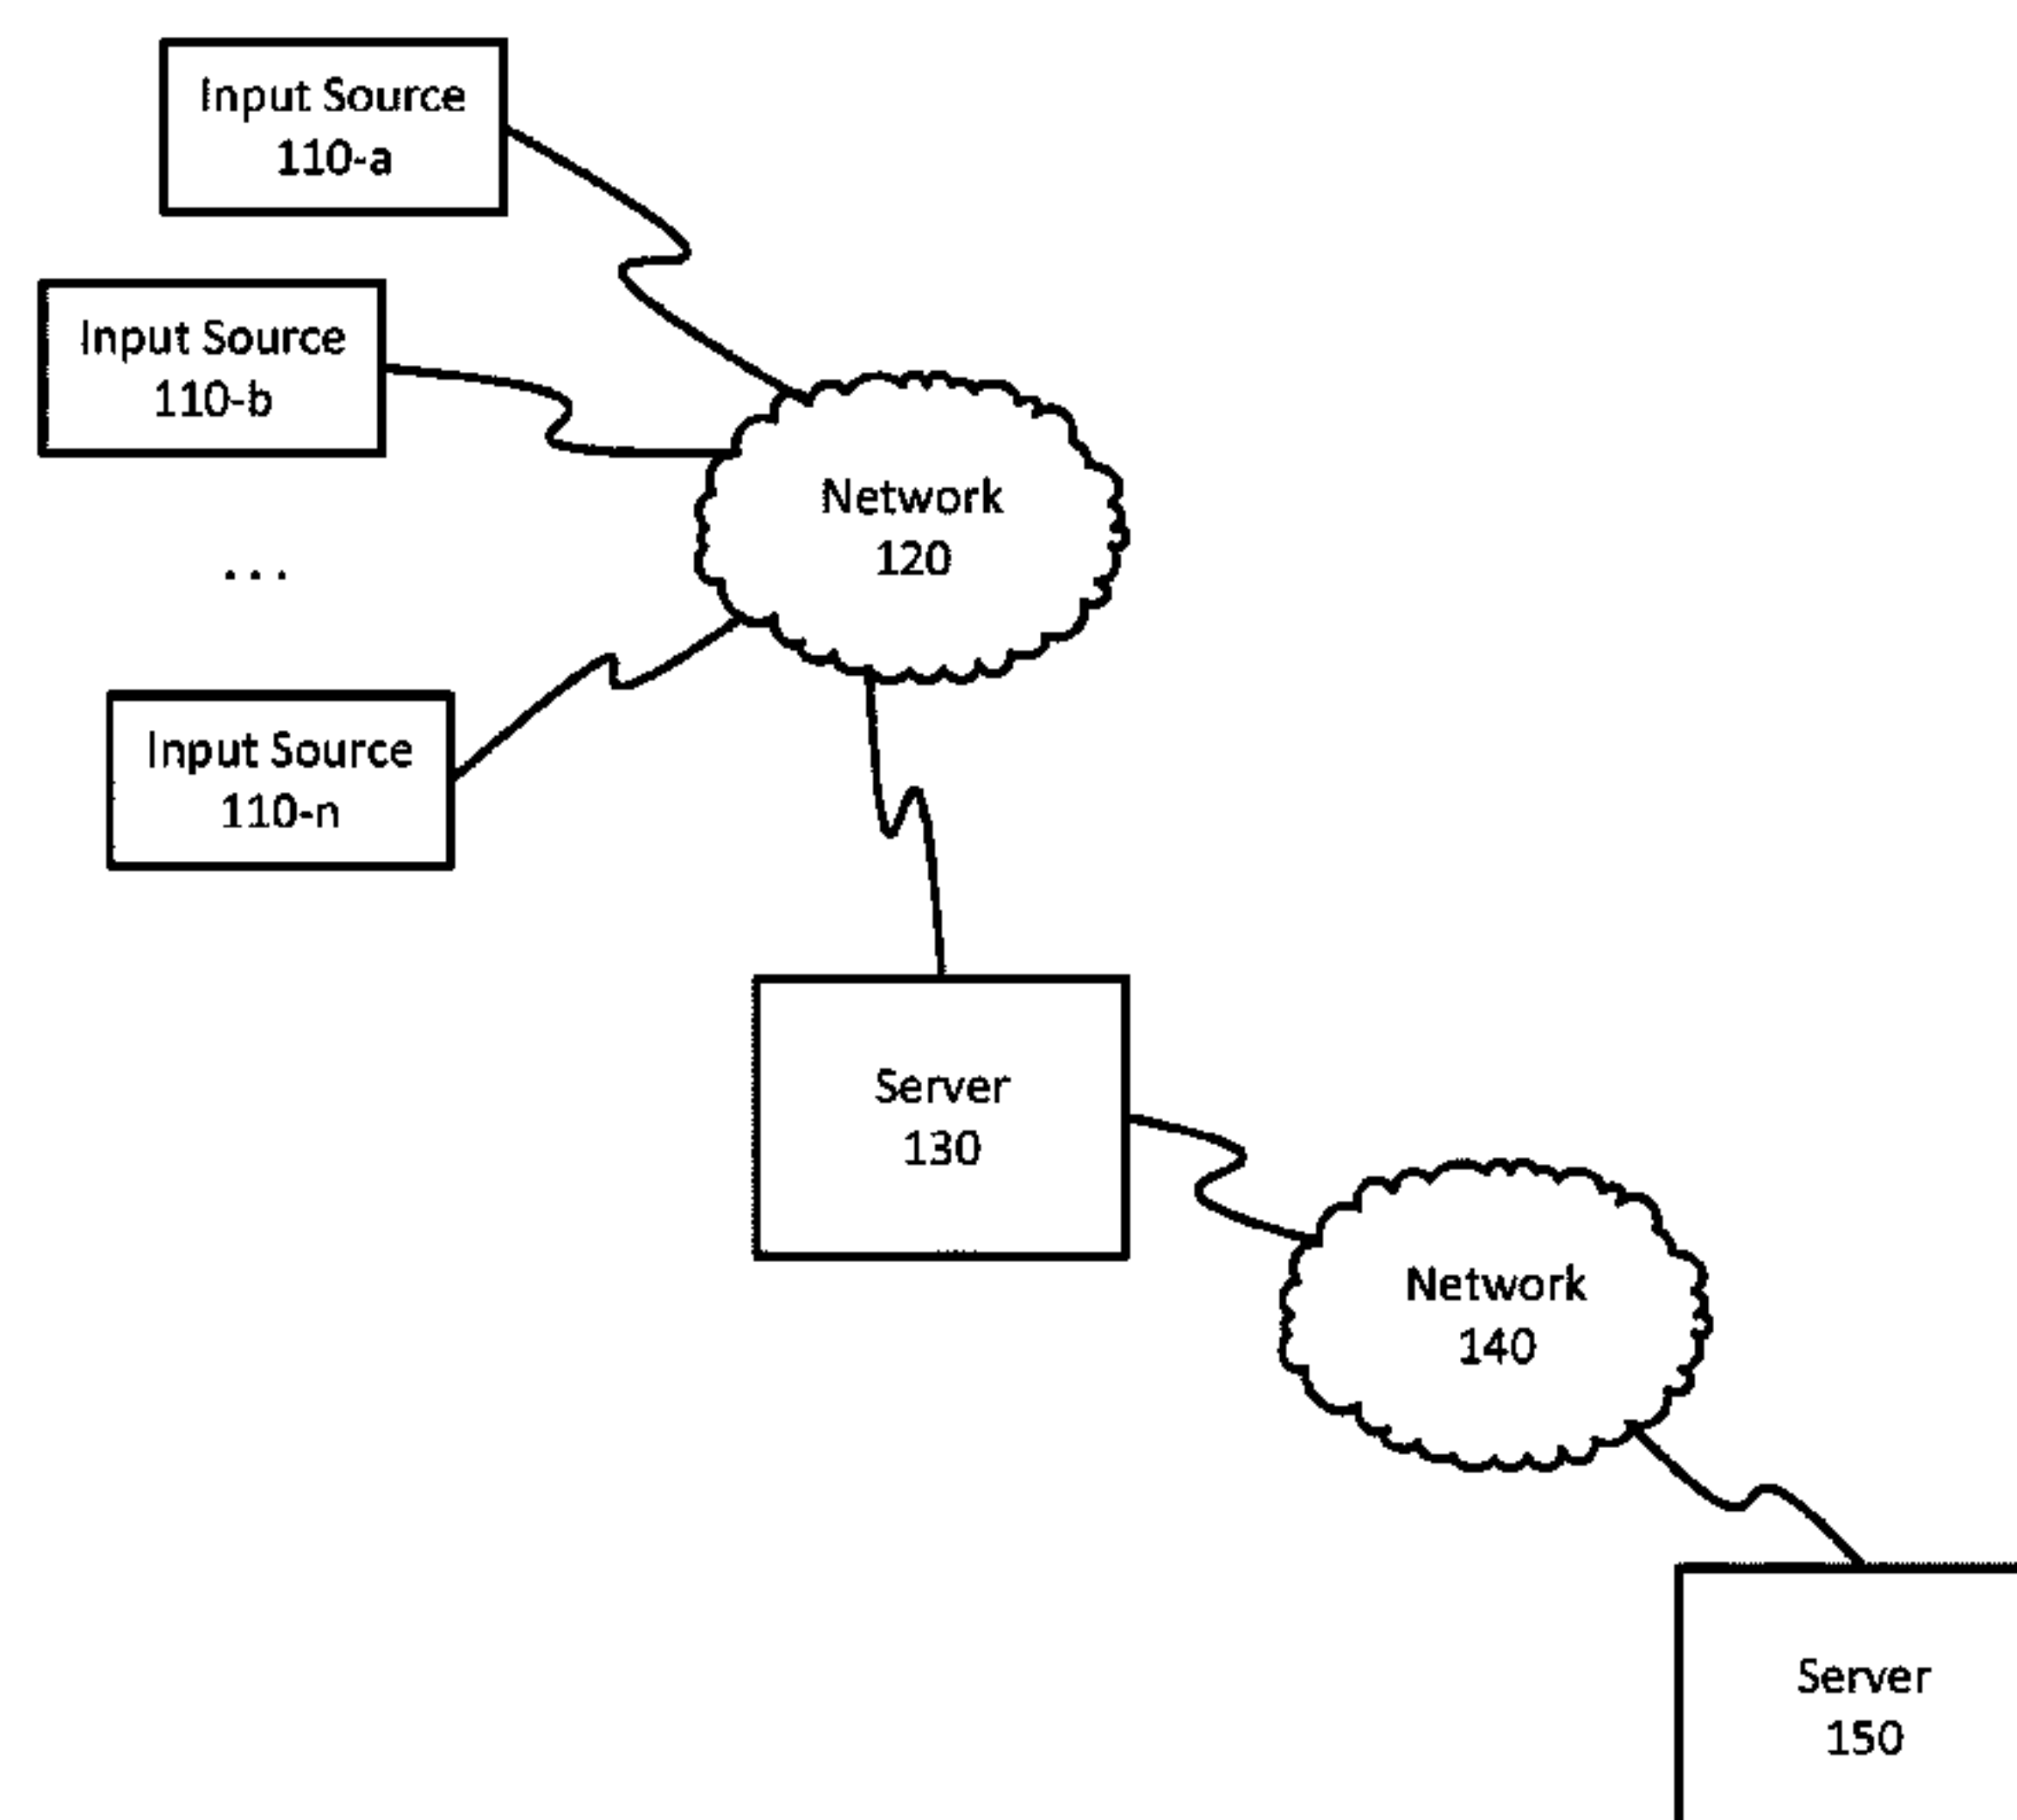 Input Source
110-a
Input Source
110-b
Network
120
...
Input Source
110-n
Server
130
Network
140
Server
150